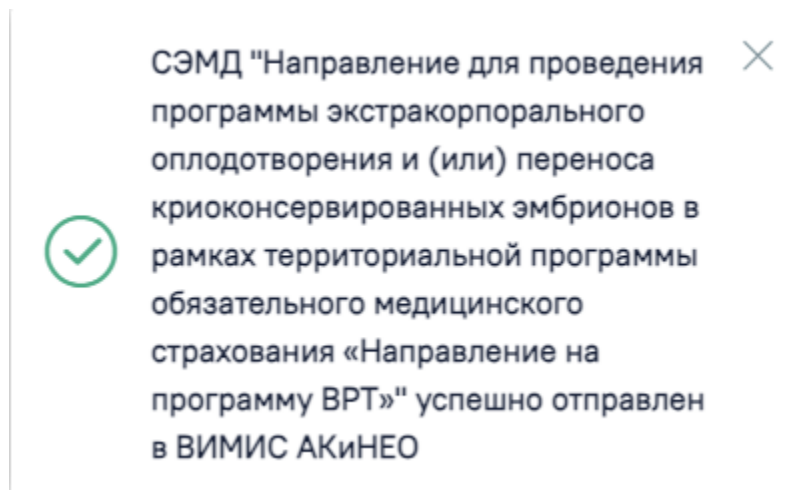 СЭМД "Направление для проведения
программы экстракорпорального
оплодотворения и (или) переноса
криоконсервированных эмбрионов в
рамках территориальной программы
обязательного медицинского
страхования «Направление на
программу ВРТ»" успешно отправлен
в ВИМИС АКиНЕО